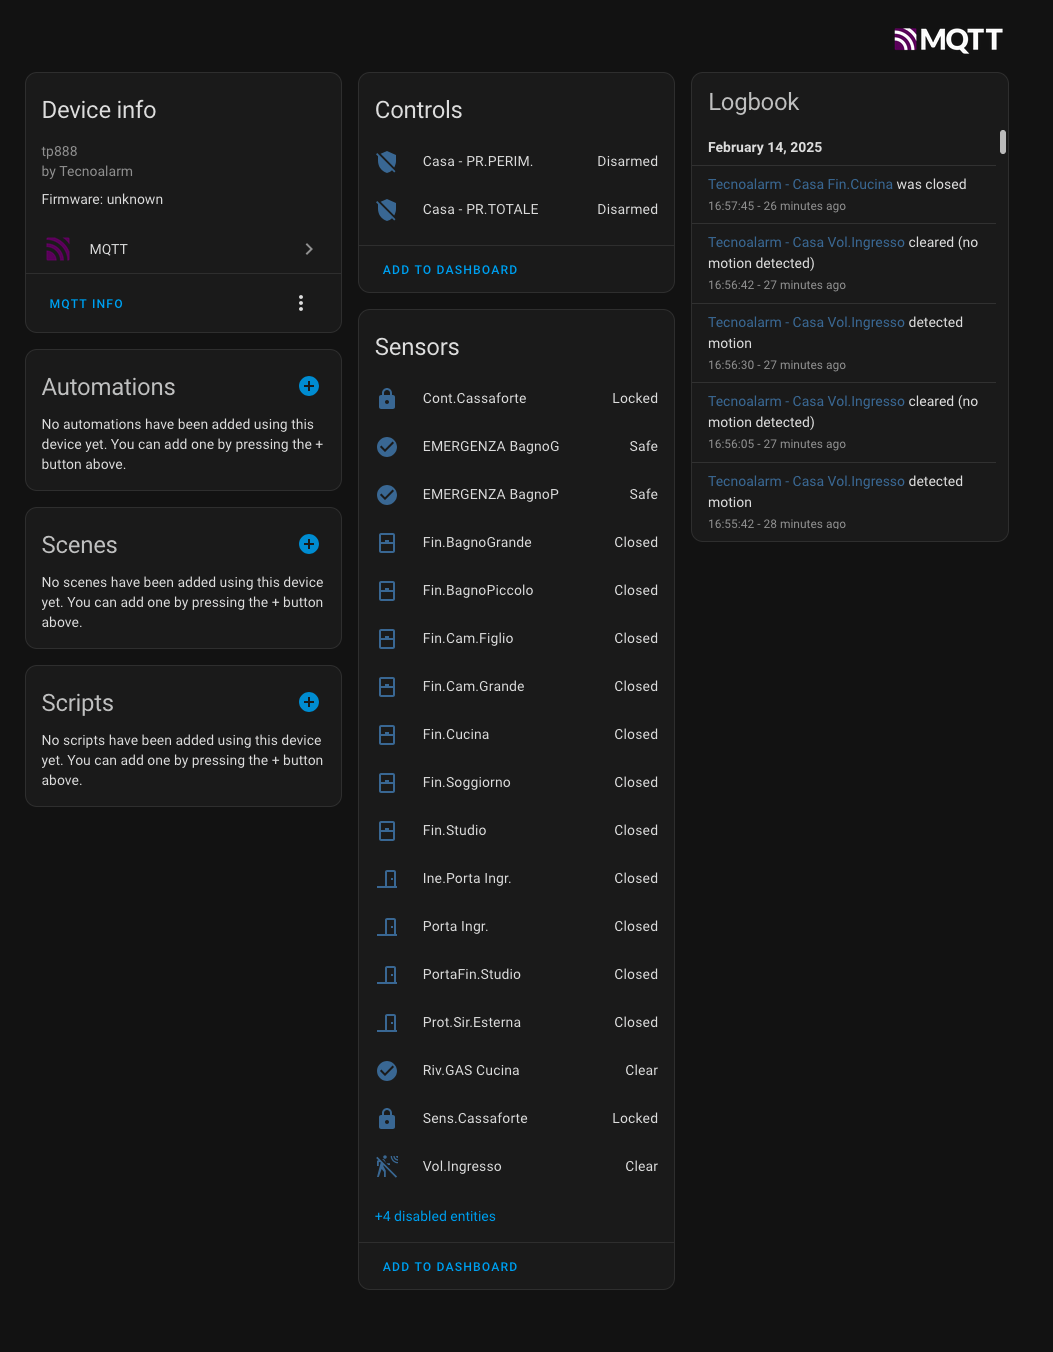 MQTT
Device info
tp888
by Tecnoalarm
Firmware: unknown
MQTT
MQTT INFO
Automations
No automations have been added using this
device yet. You can add one by pressing the +
button above.
Scenes
No scenes have been added using this device
yet. You can add one by pressing the + button
above.
Scripts
No scripts have been added using this device
yet. You can add one by pressing the + button
above.
Controls
Casa - PR.PERIM. Disarmed
Casa - PR.TOTALE Disarmed
ADD TO DASHBOARD
Sensors
Cont.Cassaforte Locked
EMERGENZA BagnoG Safe
EMERGENZA BagnoP Safe
Fin.BagnoGrande Closed
Fin.BagnoPiccolo Closed
Fin.Cam.Figlio Closed
Fin.Cam.Grande Closed
Fin.Cucina Closed
Fin.Soggiorno Closed
Fin.Studio Closed
Ine.Porta Ingr. Closed
Porta Ingr. Closed
PortaFin.Studio Closed
Prot.Sir.Esterna Closed
Riv.GAS Cucina Clear
Sens.Cassaforte Locked
Vol.Ingresso Clear
+4 disabled entities
ADD TO DASHBOARD
Logbook
February 14, 2025
Tecnoalarm - Casa Fin.Cucina was closed
16:57:45 - 26 minutes ago
Tecnoalarm - Casa Vol.Ingresso cleared (no
motion detected)
16:56:42 - 27 minutes ago
Tecnoalarm - Casa Vol.Ingresso detected
motion
16:56:30 - 27 minutes ago
Tecnoalarm - Casa Vol.Ingresso cleared (no
motion detected)
16:56:05 - 27 minutes ago
Tecnoalarm - Casa Vol.Ingresso detected
motion
16:55:42 - 28 minutes ago